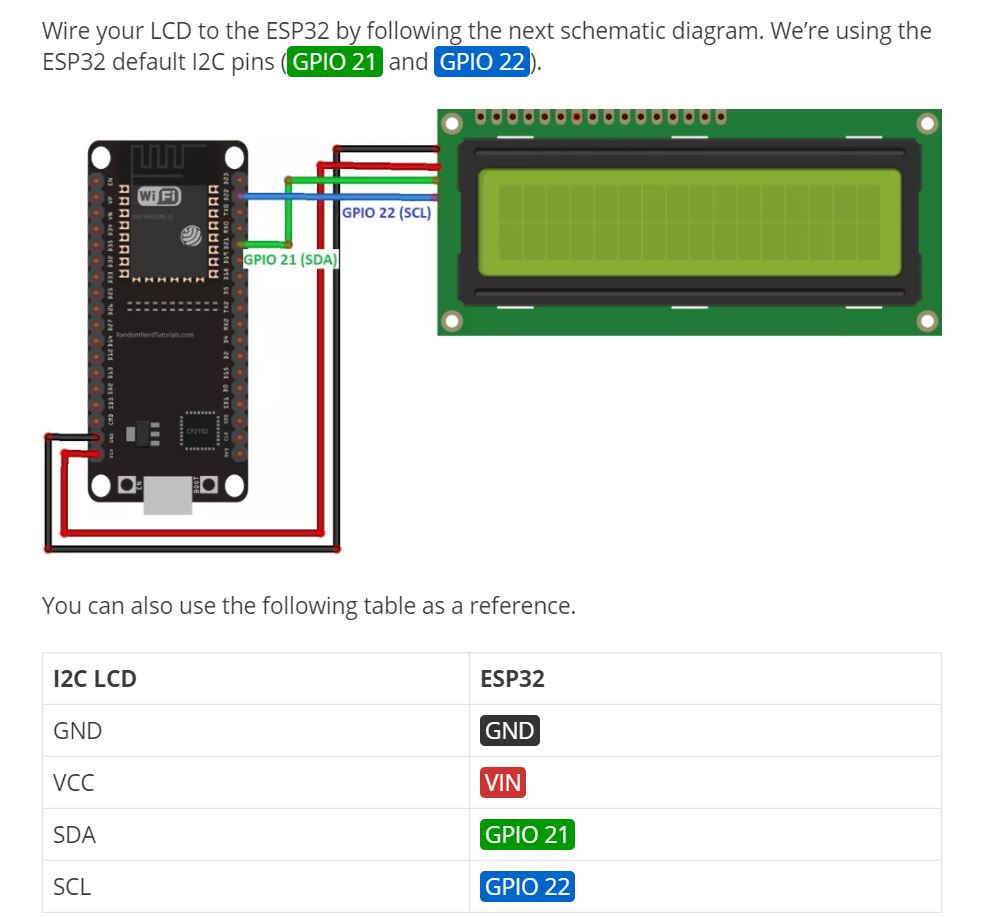 Wire your LCD to the ESP32 by following the next schematic diagram. We’re using the
ESP32 default I2C pins (GPIO 21 and GPIO 22).
WiFi
GPIO 22 (SCL)
GPIO 21 (SDA)
RandomNerdTutorials.com
CP2102
EN
BOOT
You can also use the following table as a reference.
I2C LCD ESP32
GND GND
VCC VIN
SDA GPIO 21
SCL GPIO 22